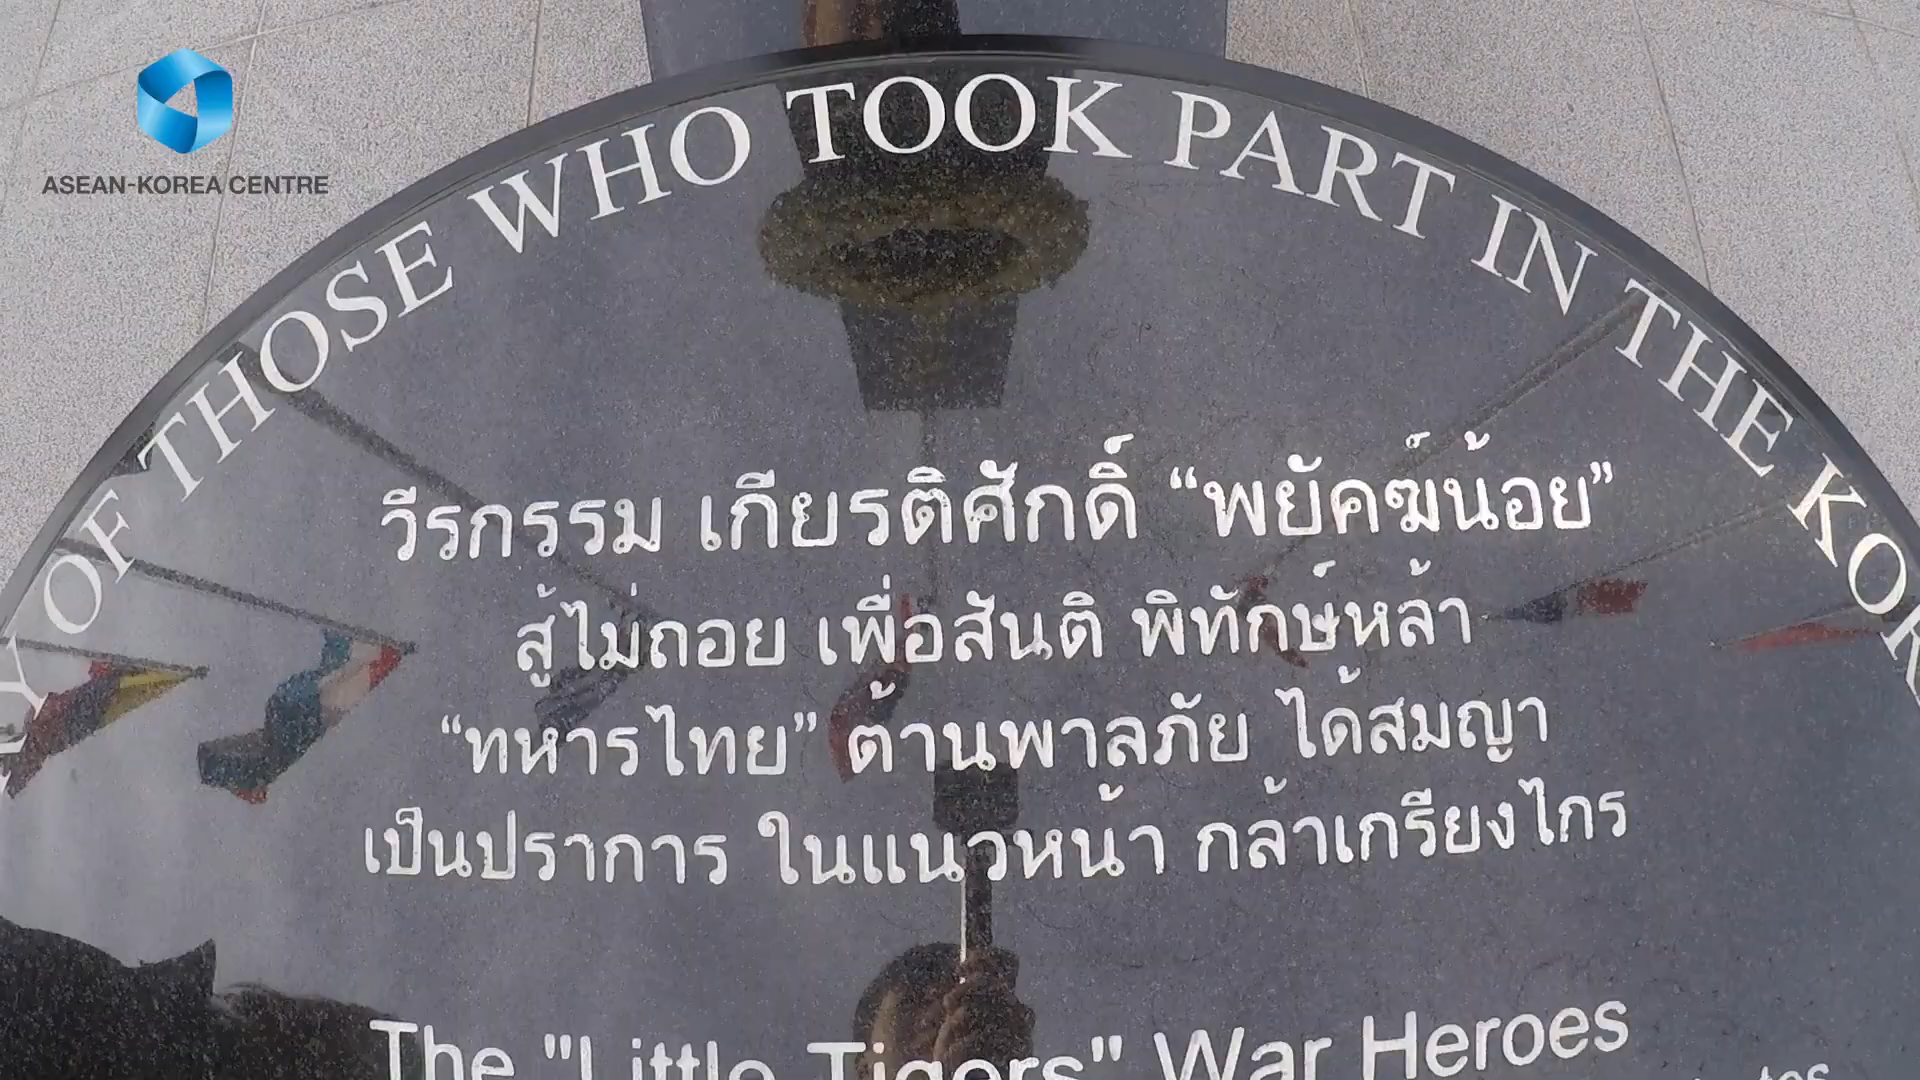 ASEAN-KOREA CENTRE
OF THOSE WHO TOOK PART IN THE
วีรกรรม เกียรติศักดิ์ “พยัคฆ์น้อย”
สู้ไม่ถอย เพื่อสันติ พิทักษ์หล้า
“ทหารไทย” ต้านพาลภัย ได้สมญา
เป็นปราการ ในแนวหน้า กล้าเกรียงไกร
The "Little Tigers" War Heroes